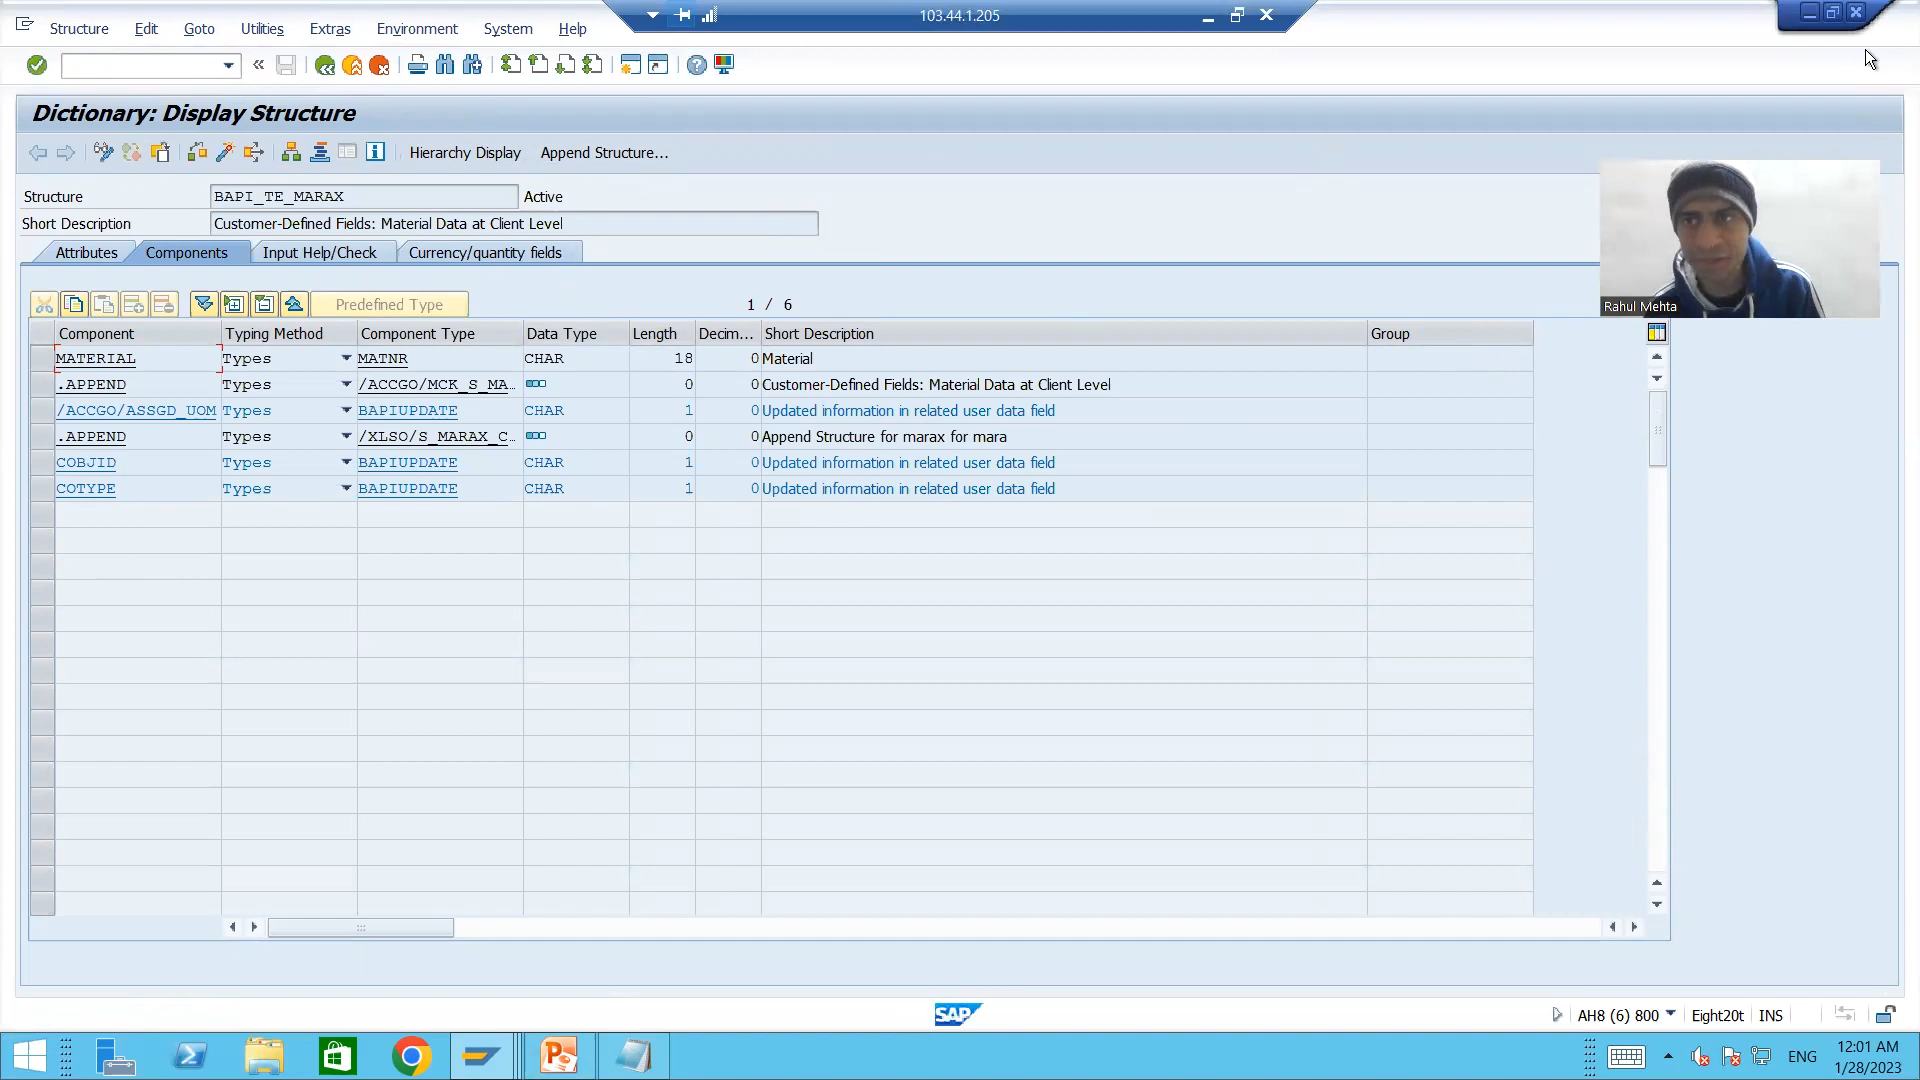 103.44.1.205
Structure Edit Goto Utilities Extras Environment System Help
Dictionary: Display Structure
Hierarchy Display Append Structure...
Structure BAPI_TE_MARAX Active
Short Description Customer-Defined Fields: Material Data at Client Level
Attributes Components Input Help/Check Currency/quantity fields
Rahul Mehta
Predefined Type 1 / 6
Component Typing Method Component Type Data Type Length Decim... Short Description Group
MATERIAL Types MATNR CHAR 18 0 Material
.APPEND Types /ACCGO/MCK_S_MA... 0 0 Customer-Defined Fields: Material Data at Client Level
/ACCGO/ASSGD_UOM Types BAPIUPDATE CHAR 1 0 Updated information in related user data field
.APPEND Types /XLSO/S_MARAX_C... 0 0 Append Structure for marax for mara
COBJID Types BAPIUPDATE CHAR 1 0 Updated information in related user data field
COTYPE Types BAPIUPDATE CHAR 1 0 Updated information in related user data field
SAP
AH8 (6) 800 Eight20t INS
ENG
12:01 AM
1/28/2023